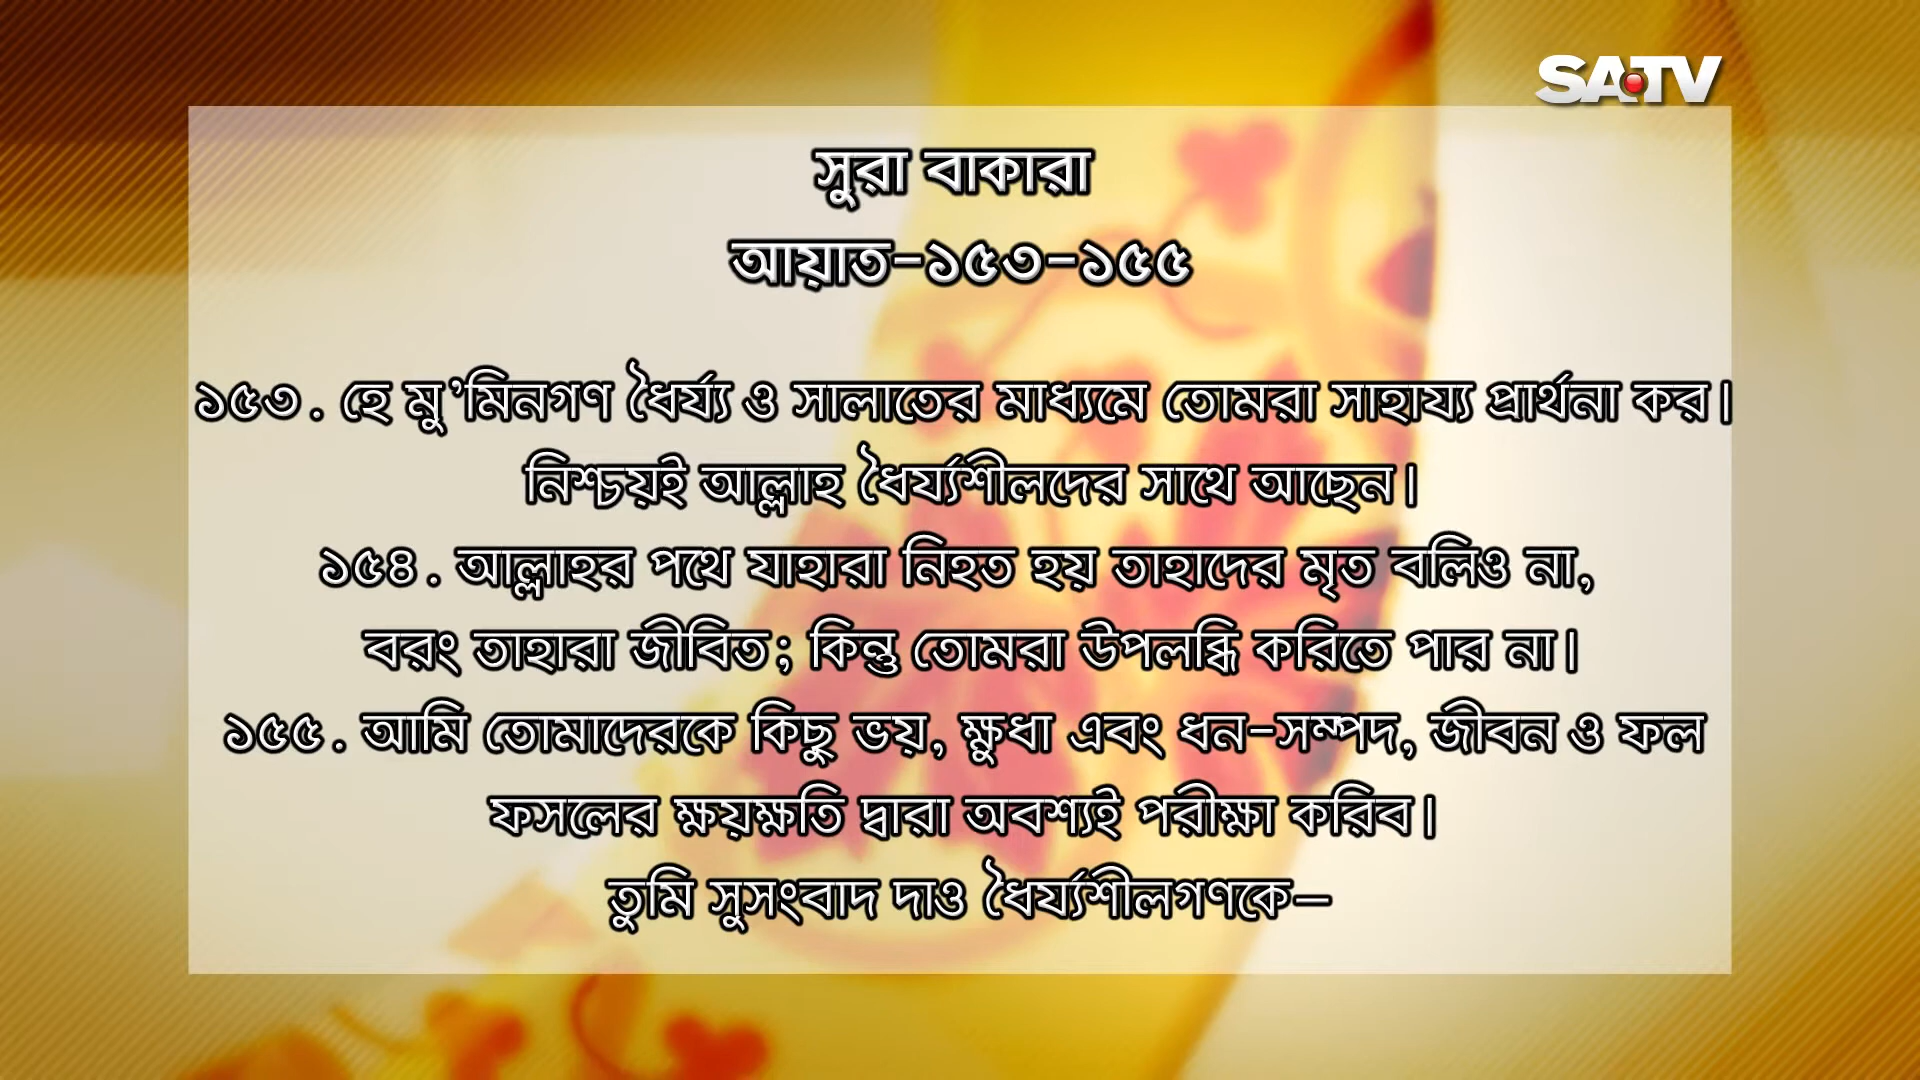 SATV
সুরা বাকারা
আয়াত-১৫৩-১৫৫
১৫৩. হে মু'মিনগণ ধৈর্য্য ও সালাতের মাধ্যমে তোমরা সাহায্য প্রার্থনা কর।
নিশ্চয়ই আল্লাহ ধৈর্য্যশীলদের সাথে আছেন।
১৫৪. আল্লাহর পথে যাহারা নিহত হয় তাহাদের মৃত বলিও না,
বরং তাহারা জীবিত; কিন্তু তোমরা উপলব্ধি করিতে পার না।
১৫৫. আমি তোমাদেরকে কিছু ভয়, ক্ষুধা এবং ধন-সম্পদ, জীবন ও ফল
ফসলের ক্ষয়ক্ষতি দ্বারা অবশ্যই পরীক্ষা করিব।
তুমি সুসংবাদ দাও ধৈর্য্যশীলগণকে–